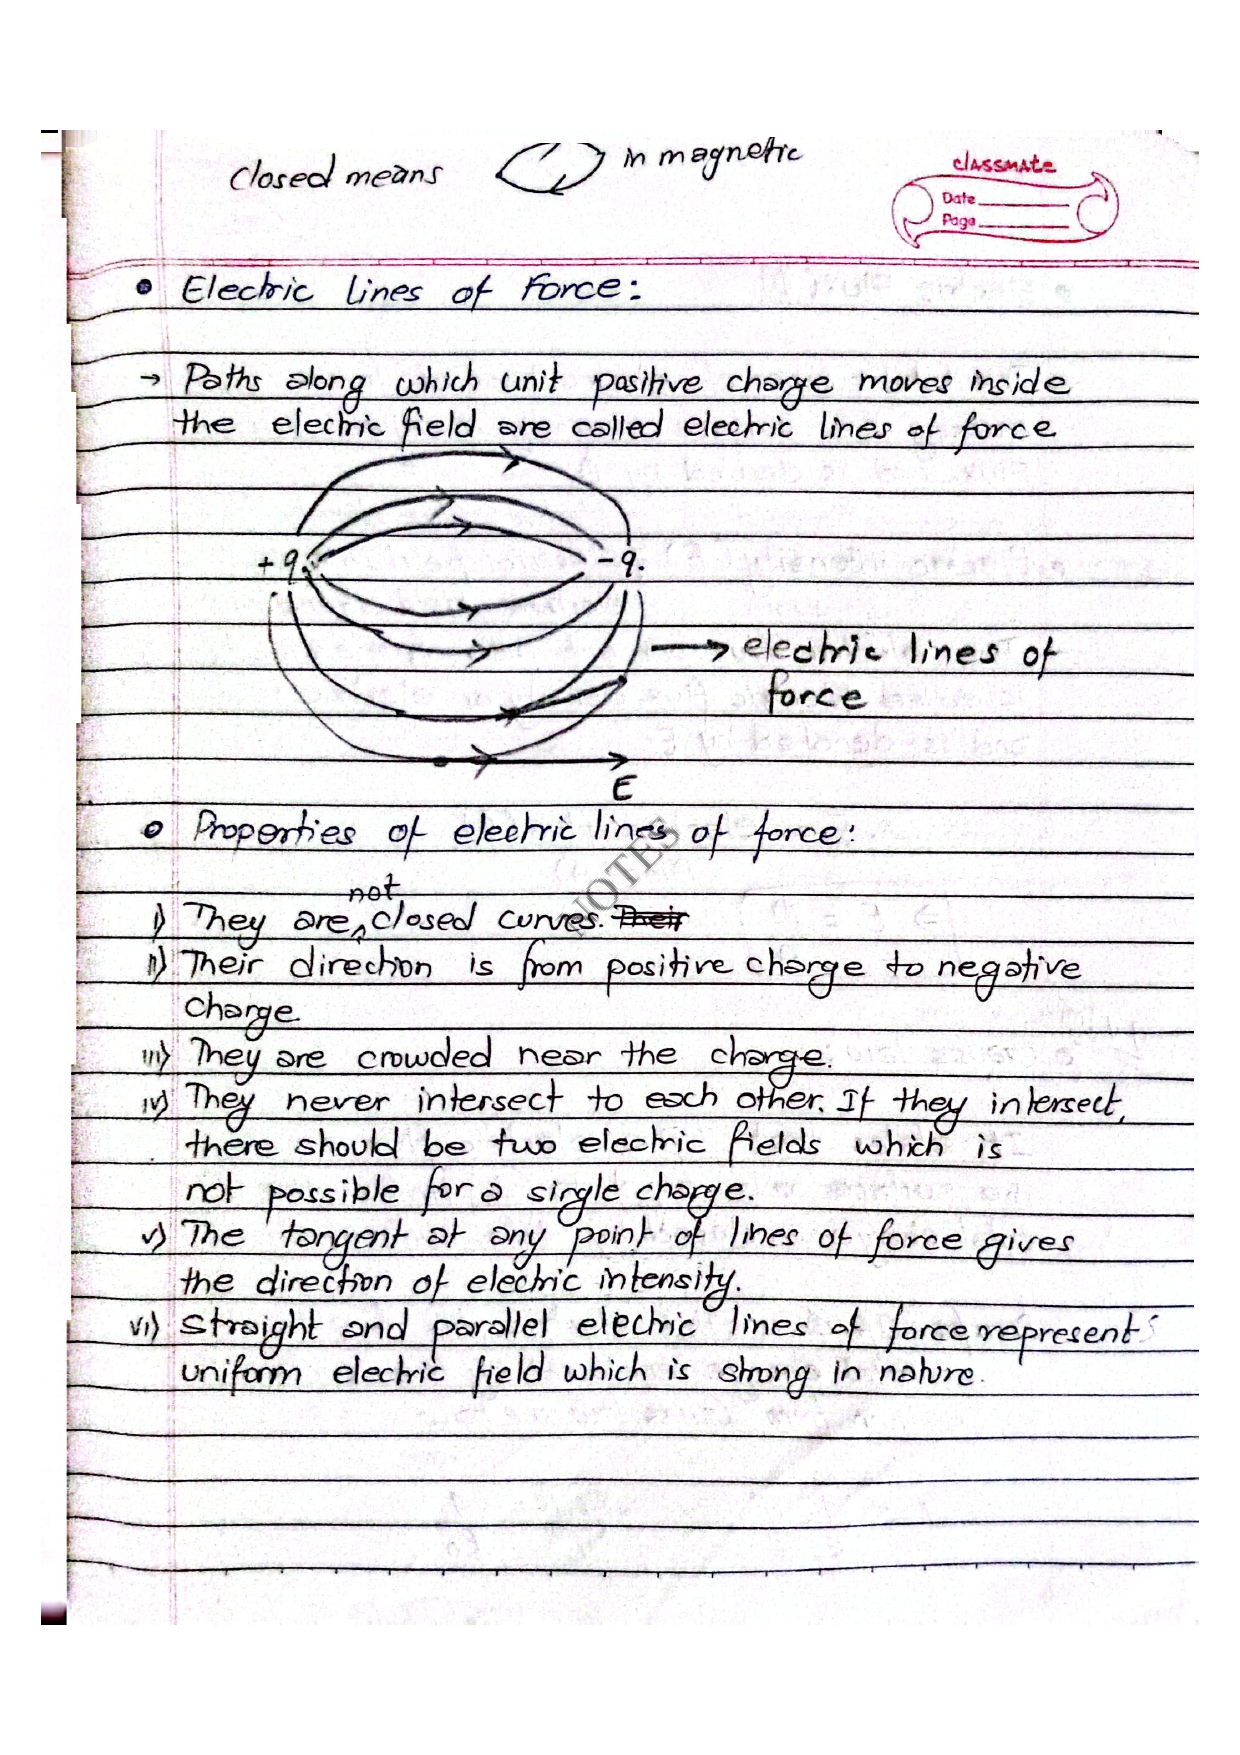 closed means in magnetic
classmate
Date
Page
• Electric lines of Force:
→ Paths along which unit positive charge moves inside
the electric field are called electric lines of force
+q. -q.
→ electric lines of
force
E
• Properties of electric lines of force:
NOTES
not
i) They are ^ closed curves. Their
ii) Their direction is from positive charge to negative
charge
iii) They are crowded near the charge.
iv) They never intersect to each other. If they intersect,
there should be two electric fields which is
not possible for a single charge.
v) The tangent at any point of lines of force gives
the direction of electric intensity.
vi) Straight and parallel electric lines of force represent
uniform electric field which is strong in nature.